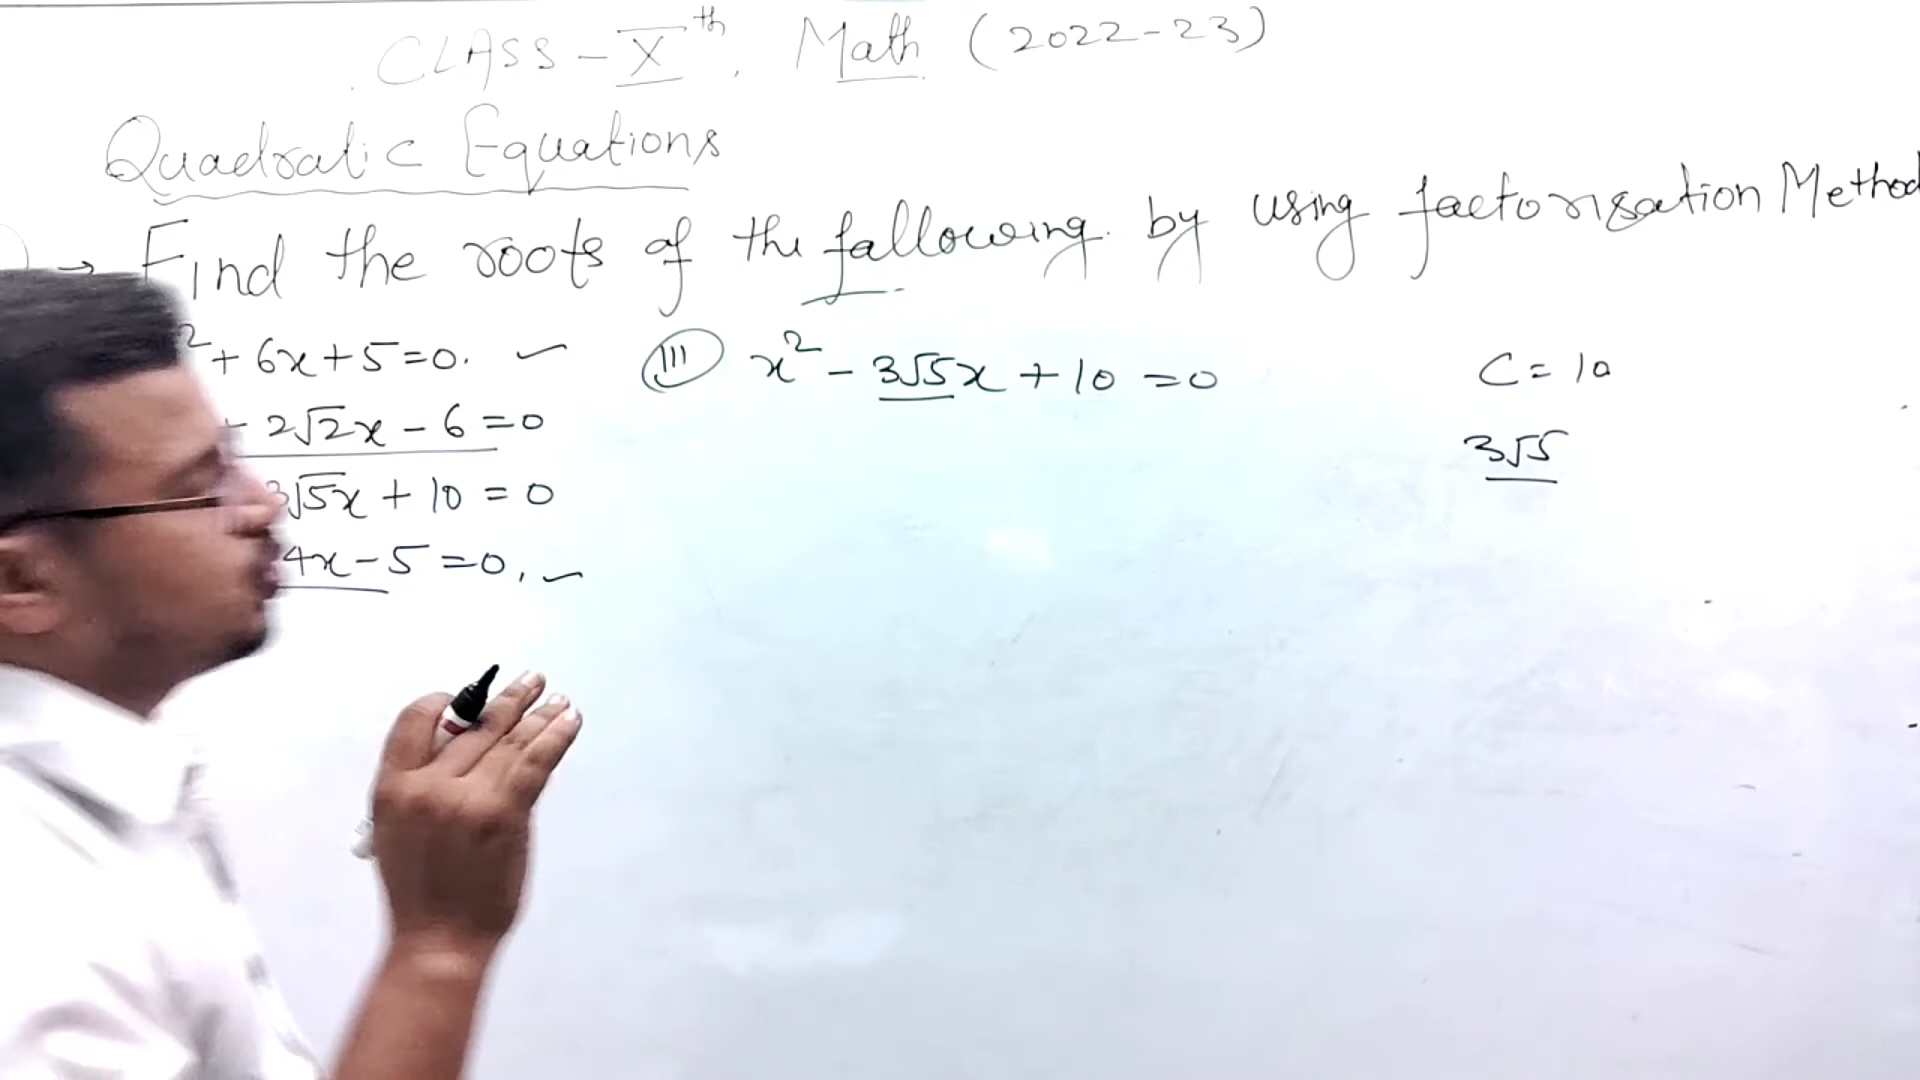 CLASS - Xth, Math (2022-23)
Quadratic Equations
→ Find the roots of the fallowing by using factorisation Method
2 + 6x + 5 = 0.
2√2x - 6 = 0
3√5x + 10 = 0
4x - 5 = 0,
(III) x² - 3√5x + 10 = 0
C = 10
3√5